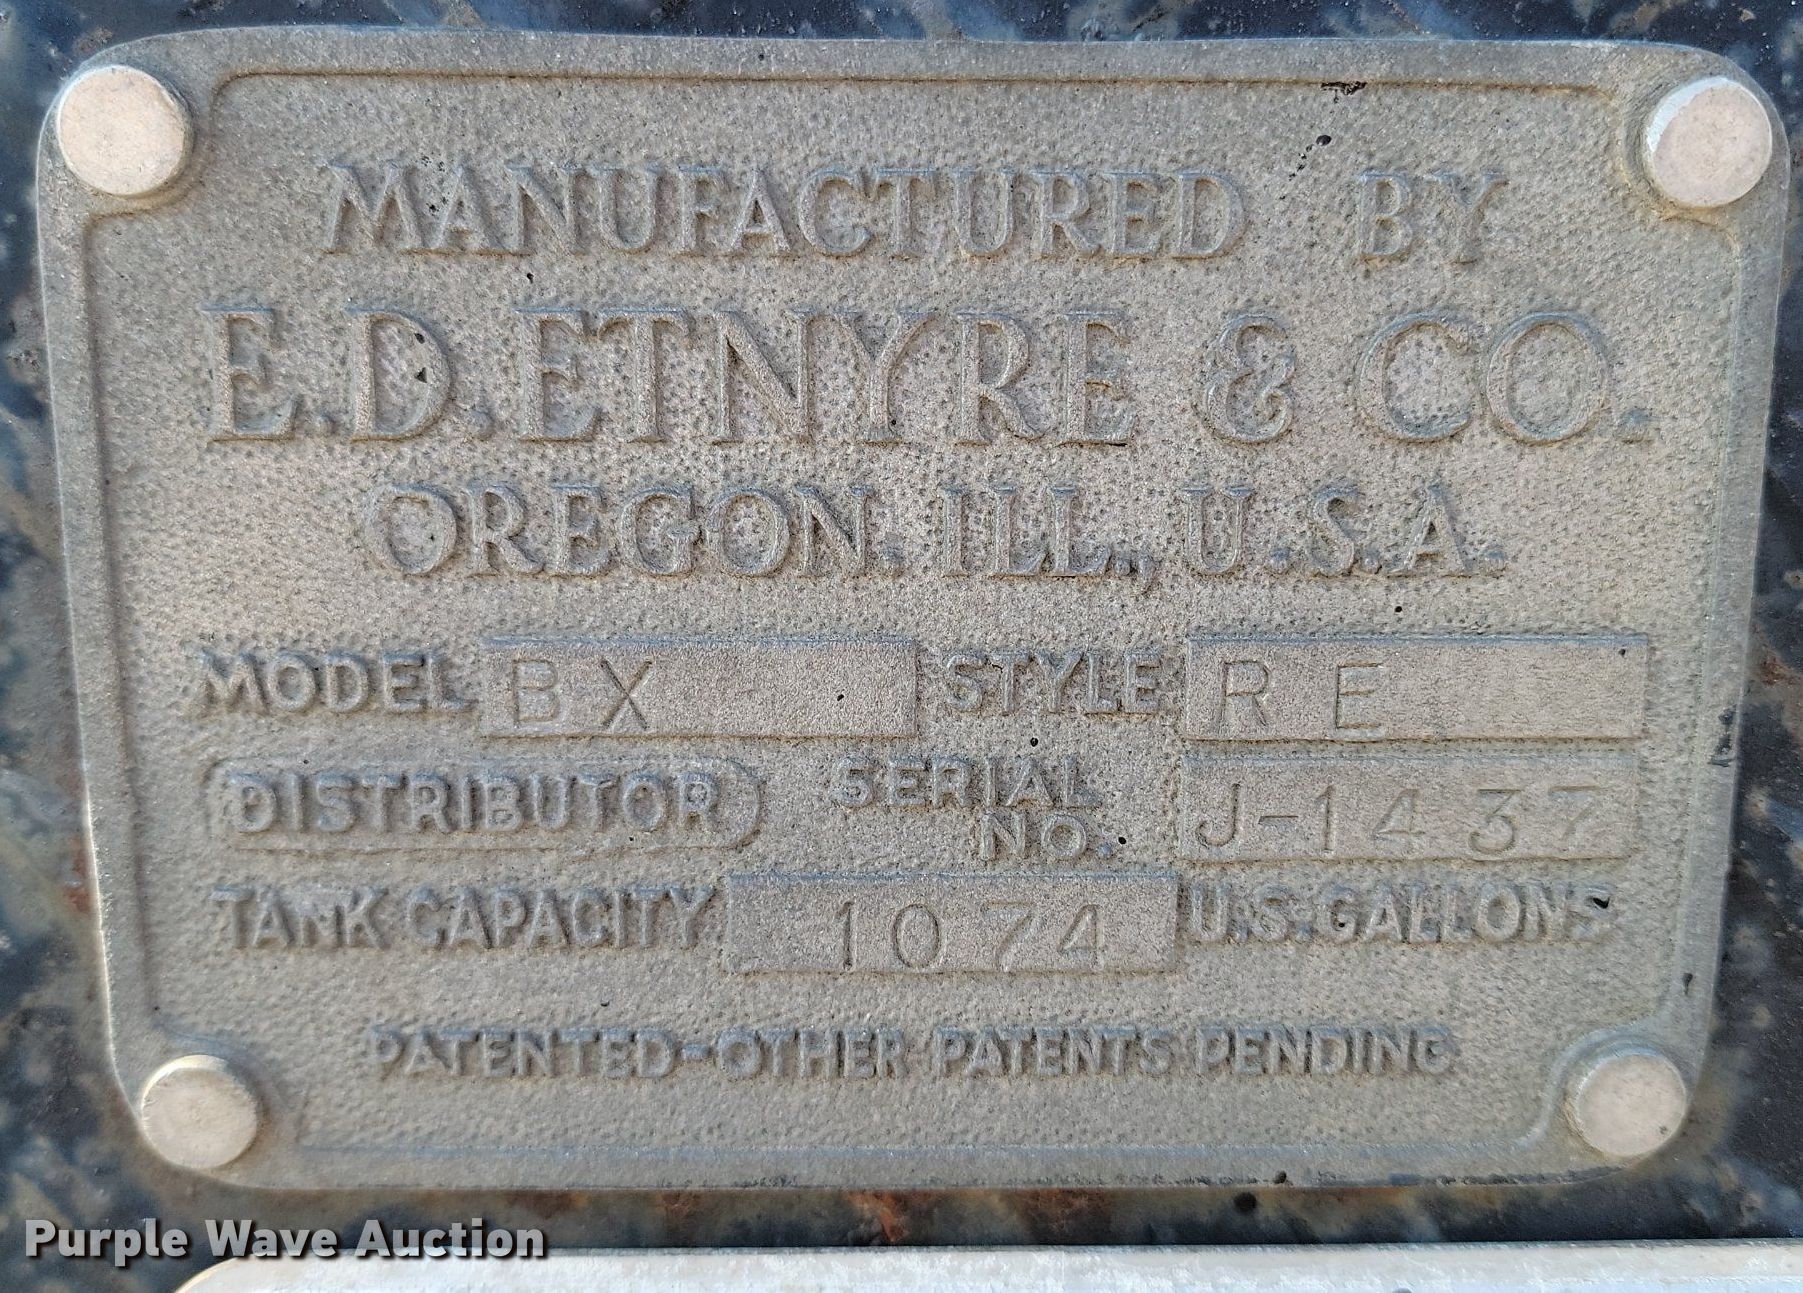 MANUFACTURED BY
E.D. ETNYRE & CO.
OREGON. ILL., U.S.A.
MODEL BX STYLE RE
DISTRIBUTOR SERIAL NO. J-1437
TANK CAPACITY 1074 U.S. GALLONS
PATENTED-OTHER PATENTS PENDING
Purple Wave Auction